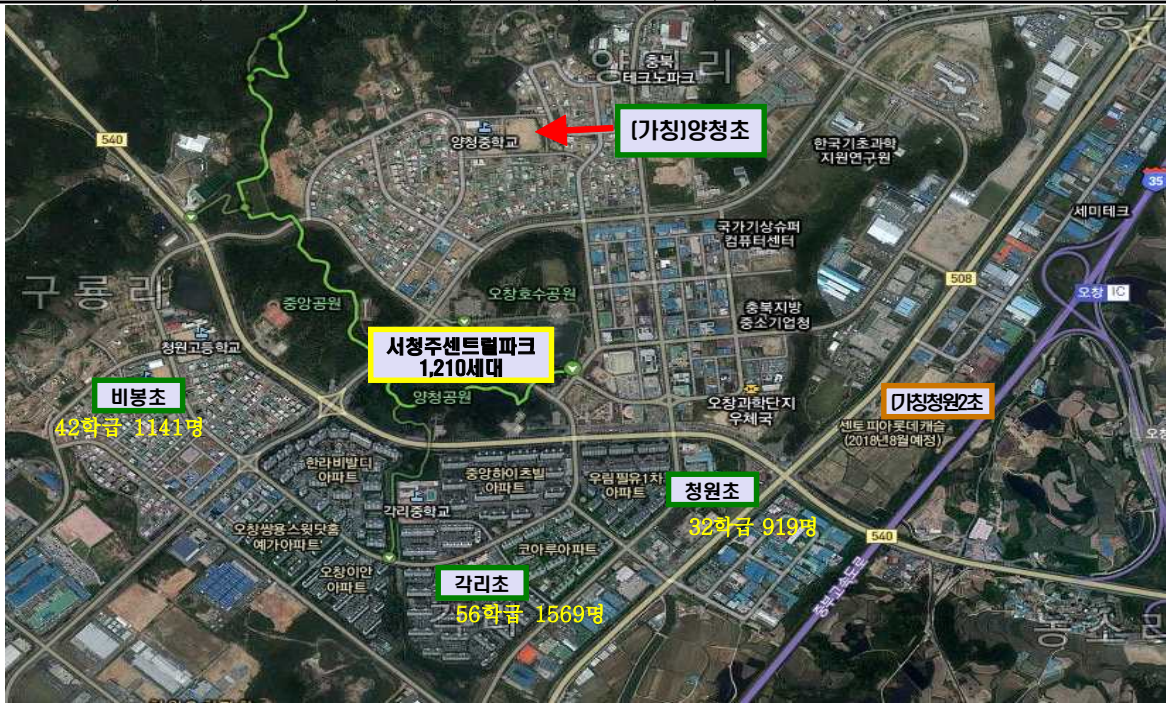 충북
테크노파크
540
양청중학교
(가칭)양청초
한국기초과학
지원연구원
35
세미테크
국가기상슈퍼
컴퓨터센터
508
구룡리
오창호수공원
오창 IC
중앙공원
충북지방
중소기업청
청원고등학교
서청주센트럴파크
1,210세대
비봉초
양청공원
오창과학단지
우체국
(가칭청원2초
42학급 1141명
센토피아롯데캐슬
(2018년8월예정)
한라비발디
아파트
중앙하이츠빌
아파트
우림필유1차
아파트
청원초
각리중학교
32학급 919명
오창쌍용스윗닷홈
예가아파트
코아루아파트
540
오창이안
아파트
각리초
중부고속도로
56학급 1569명